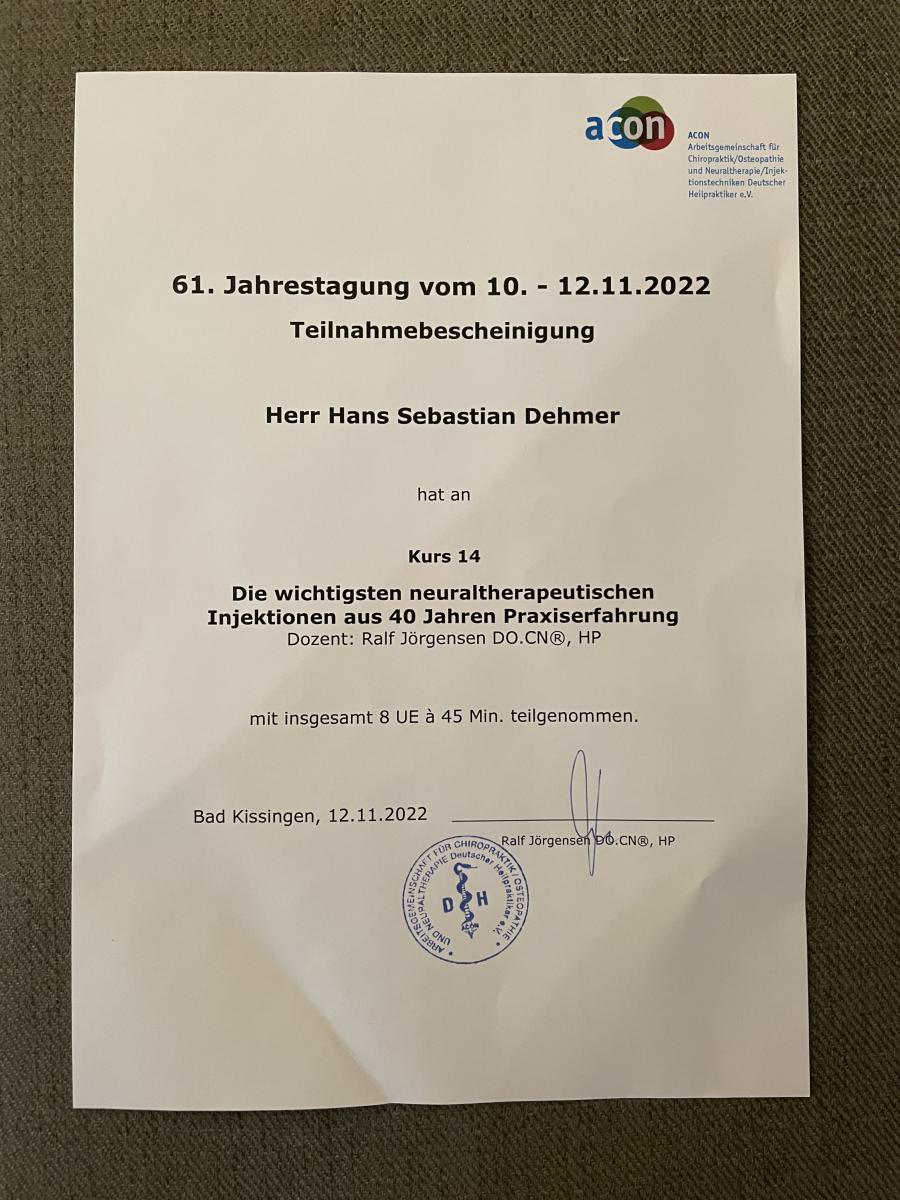 acon
ACON
Arbeitsgemeinschaft für
Chiropraktik/Osteopathie
und Neuraltherapie/Injek-
tionstechniken Deutscher
Heilpraktiker e.V.
61. Jahrestagung vom 10. - 12.11.2022
Teilnahmebescheinigung
Herr Hans Sebastian Dehmer
hat an
Kurs 14
Die wichtigsten neuraltherapeutischen
Injektionen aus 40 Jahren Praxiserfahrung
Dozent: Ralf Jörgensen DO.CN®, HP
mit insgesamt 8 UE à 45 Min. teilgenommen.
Bad Kissingen, 12.11.2022
Ralf Jörgensen DO.CN®, HP
ARBEITSGEMEINSCHAFT FÜR CHIROPRAKTIK/OSTEOPATHIE
UND NEURALTHERAPIE Deutscher Heilpraktiker e.V.
D H
ACON